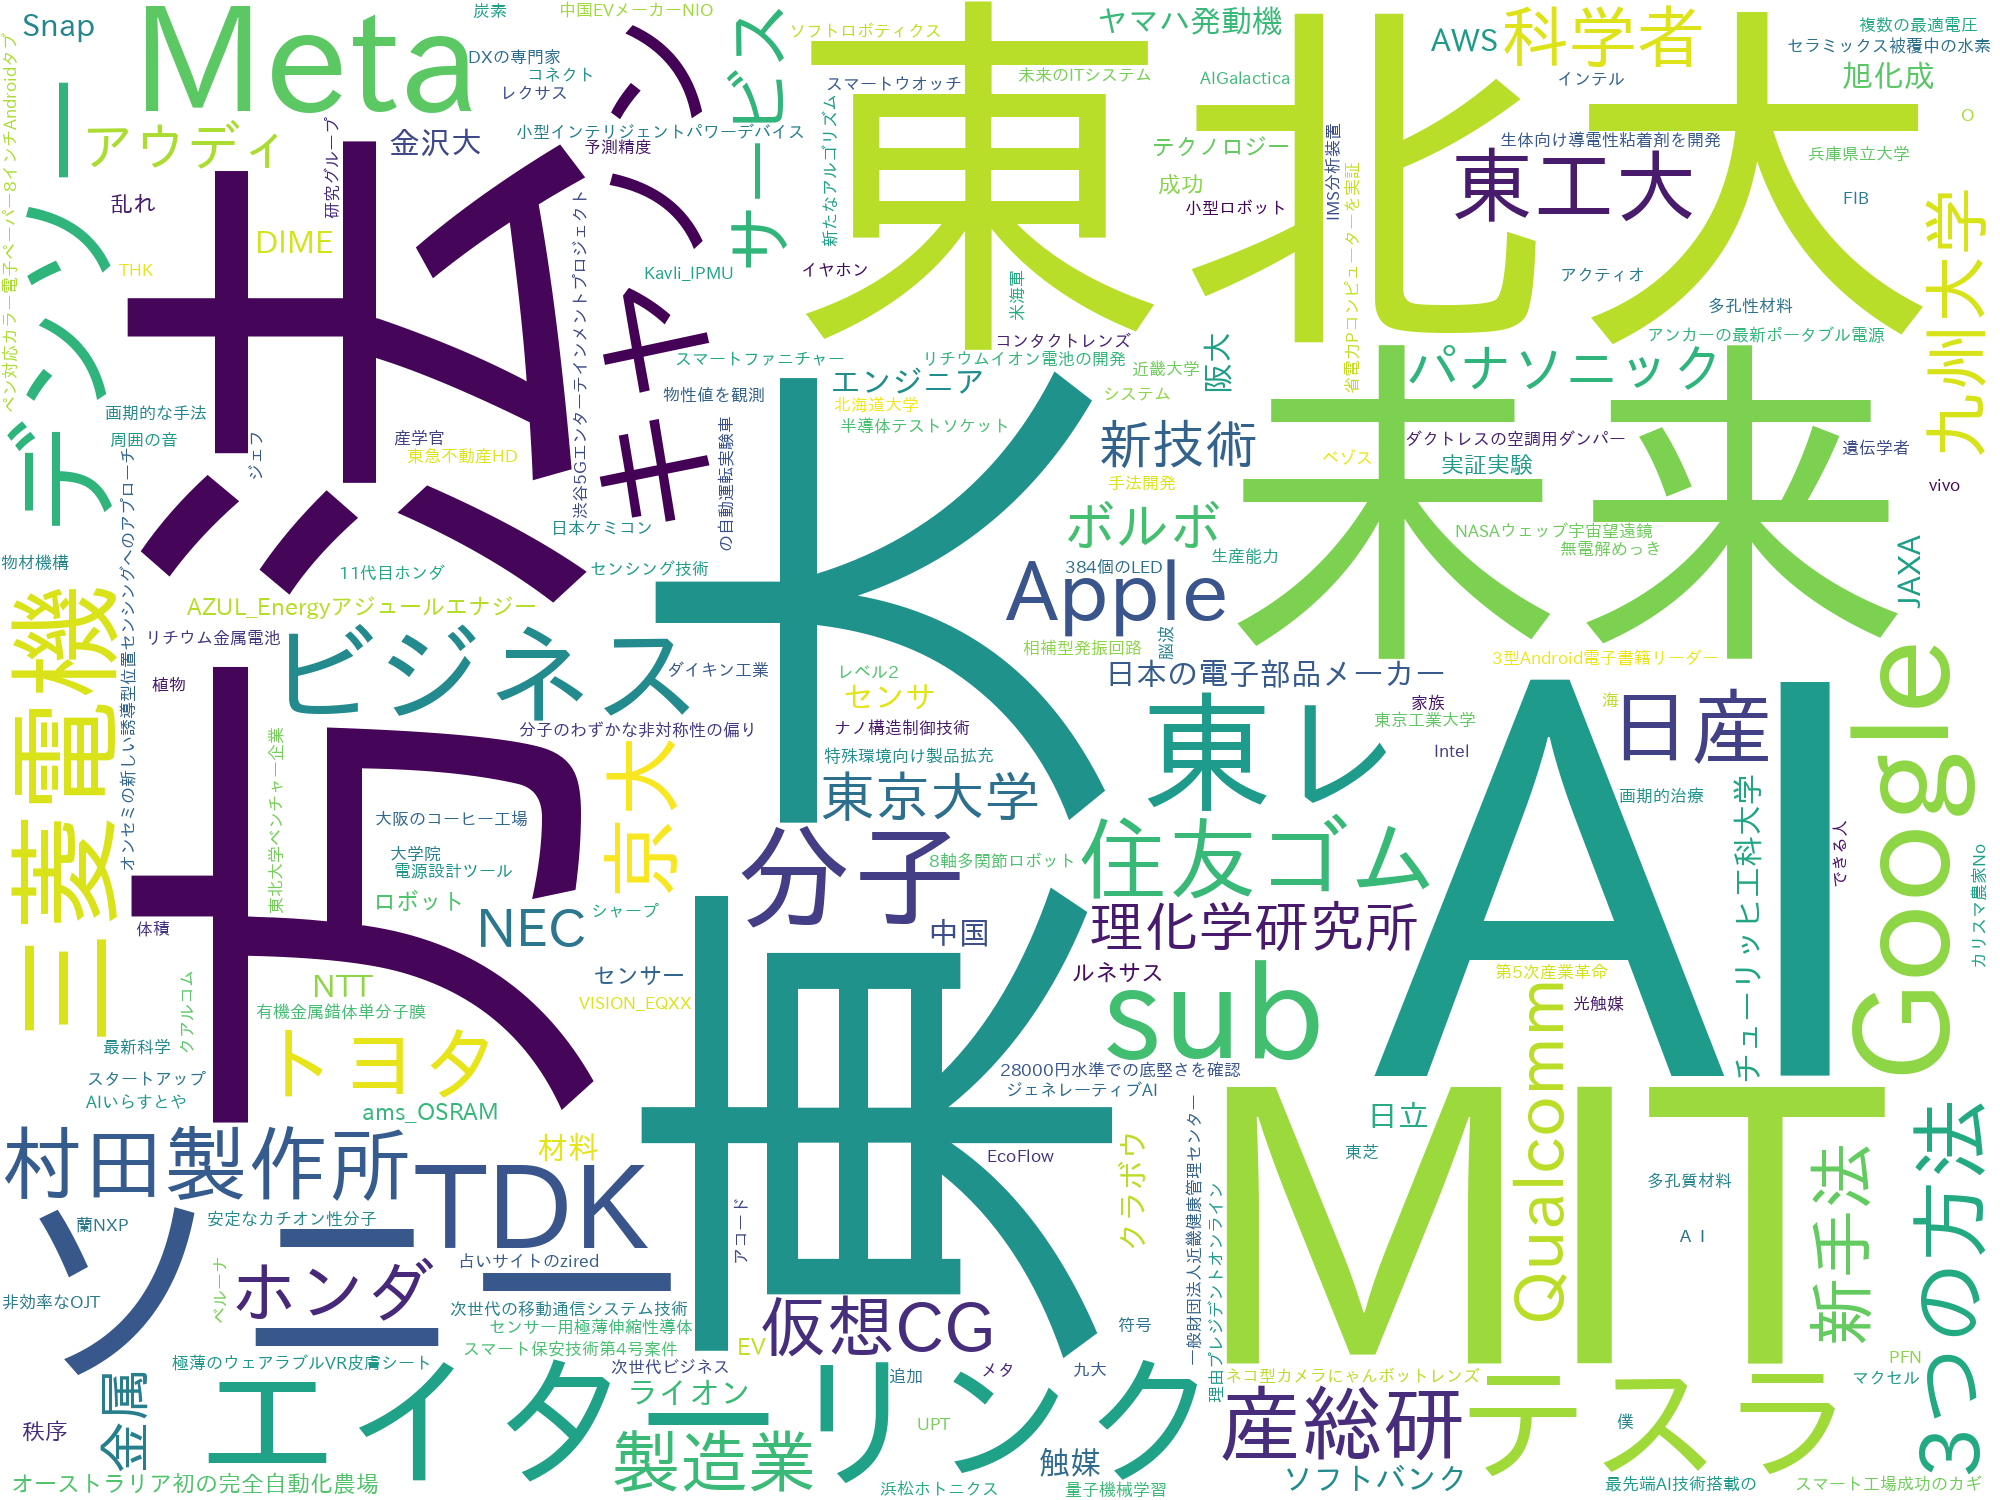 Snap
炭素
中国EVメーカーNIO
ソフトロボティクス
ヤマハ発動機
AWS
科学者
複数の最適電圧
セラミックス被覆中の水素
Meta
DXの専門家
コネクト
レクサス
スマートウオッチ
未来のITシステム
AIGalactica
インテル
旭化成
サービス
東北大
アウディ
金沢大
研究グループ
小型インテリジェントパワーデバイス
予測精度
新たなアルゴリズム
テクノロジー
IMS分析装置
生体向け導電性粘着剤を開発
兵庫県立大学
O
ペン対応カラー電子ペーパー8インチAndroidタブ
デンソー
乱れ
DIME
THK
渋谷5Gエンターテインメントプロジェクト
キヤノン
Kavli_IPMU
イヤホン
米海軍
成功
小型ロボット
省電力Pコンピューターを実証
東工大
FIB
アクティオ
多孔性材料
アンカーの最新ポータブル電源
九州大学
コンタクトレンズ
スマートファニチャー
リチウムイオン電池の開発
近畿大学
阪大
パナソニック
物性値を観測
エンジニア
北海道大学
システム
画期的な手法
周囲の音
ジェフ
産学官
東急不動産HD
の自動運転実験車
半導体テストソケット
新技術
ベゾス
ダクトレスの空調用ダンパー
実証実験
遺伝学者
手法開発
vivo
未来
日本ケミコン
ボルボ
NASAウェッブ宇宙望遠鏡
無電解めっき
生産能力
物材機構
オンセミの新しい誘導型位置センシングへのアプローチ
11代目ホンダ
センシング技術
384個のLED
Apple
JAXA
三菱電機
AZUL_Energyアジュールエナジー
リチウム金属電池
ビジネス
相補型発振回路
脳波
3型Android電子書籍リーダー
植物
ダイキン工業
レベル2
センサ
日本の電子部品メーカー
家族
海
日産
Google
東北大学ベンチャー企業
分子のわずかな非対称性の偏り
ナノ構造制御技術
東レ
東京工業大学
Intel
京大
特殊環境向け製品拡充
東京大学
AI
画期的治療
チューリッヒ工科大学
大阪のコーヒー工場
大学院
電源設計ツール
分子
8軸多関節ロボット
住友ゴム
できる人
カリスマ農家No
ロボット
体積
NEC
シャープ
中国
理化学研究所
クアルコム
NTT
センサー
VISION_EQXX
ルネサス
第5次産業革命
光触媒
有機金属錯体単分子膜
sub
最新科学
トヨタ
スタートアップ
AIいらすとや
ams_OSRAM
28000円水準での底堅さを確認
ジェネレーティブAI
Qualcomm
MIT
村田製作所
材料
TDK
EcoFlow
クラボウ
一般財団法人近畿健康管理センター
日立
東芝
多孔質材料
新手法
3つの方法
蘭NXP
安定なカチオン性分子
アコード
理由プレジデントオンライン
AI
ソニー
ベルーナ
占いサイトのzired
非効率なOJT
ホンダ
次世代の移動通信システム技術
センサー用極薄伸縮性導体
スマート保安技術第4号案件
EV
仮想CG
符号
極薄のウェアラブルVR皮膚シート
次世代ビジネス
追加
メタ
九大
ネコ型カメラにゃんボットレンズ
PFN
マクセル
金属
エイターリンク
ライオン
秩序
UPT
産総研
テスラ
僕
製造業
触媒
オーストラリア初の完全自動化農場
浜松ホトニクス
量子機械学習
ソフトバンク
最先端AI技術搭載の
スマート工場成功のカギ